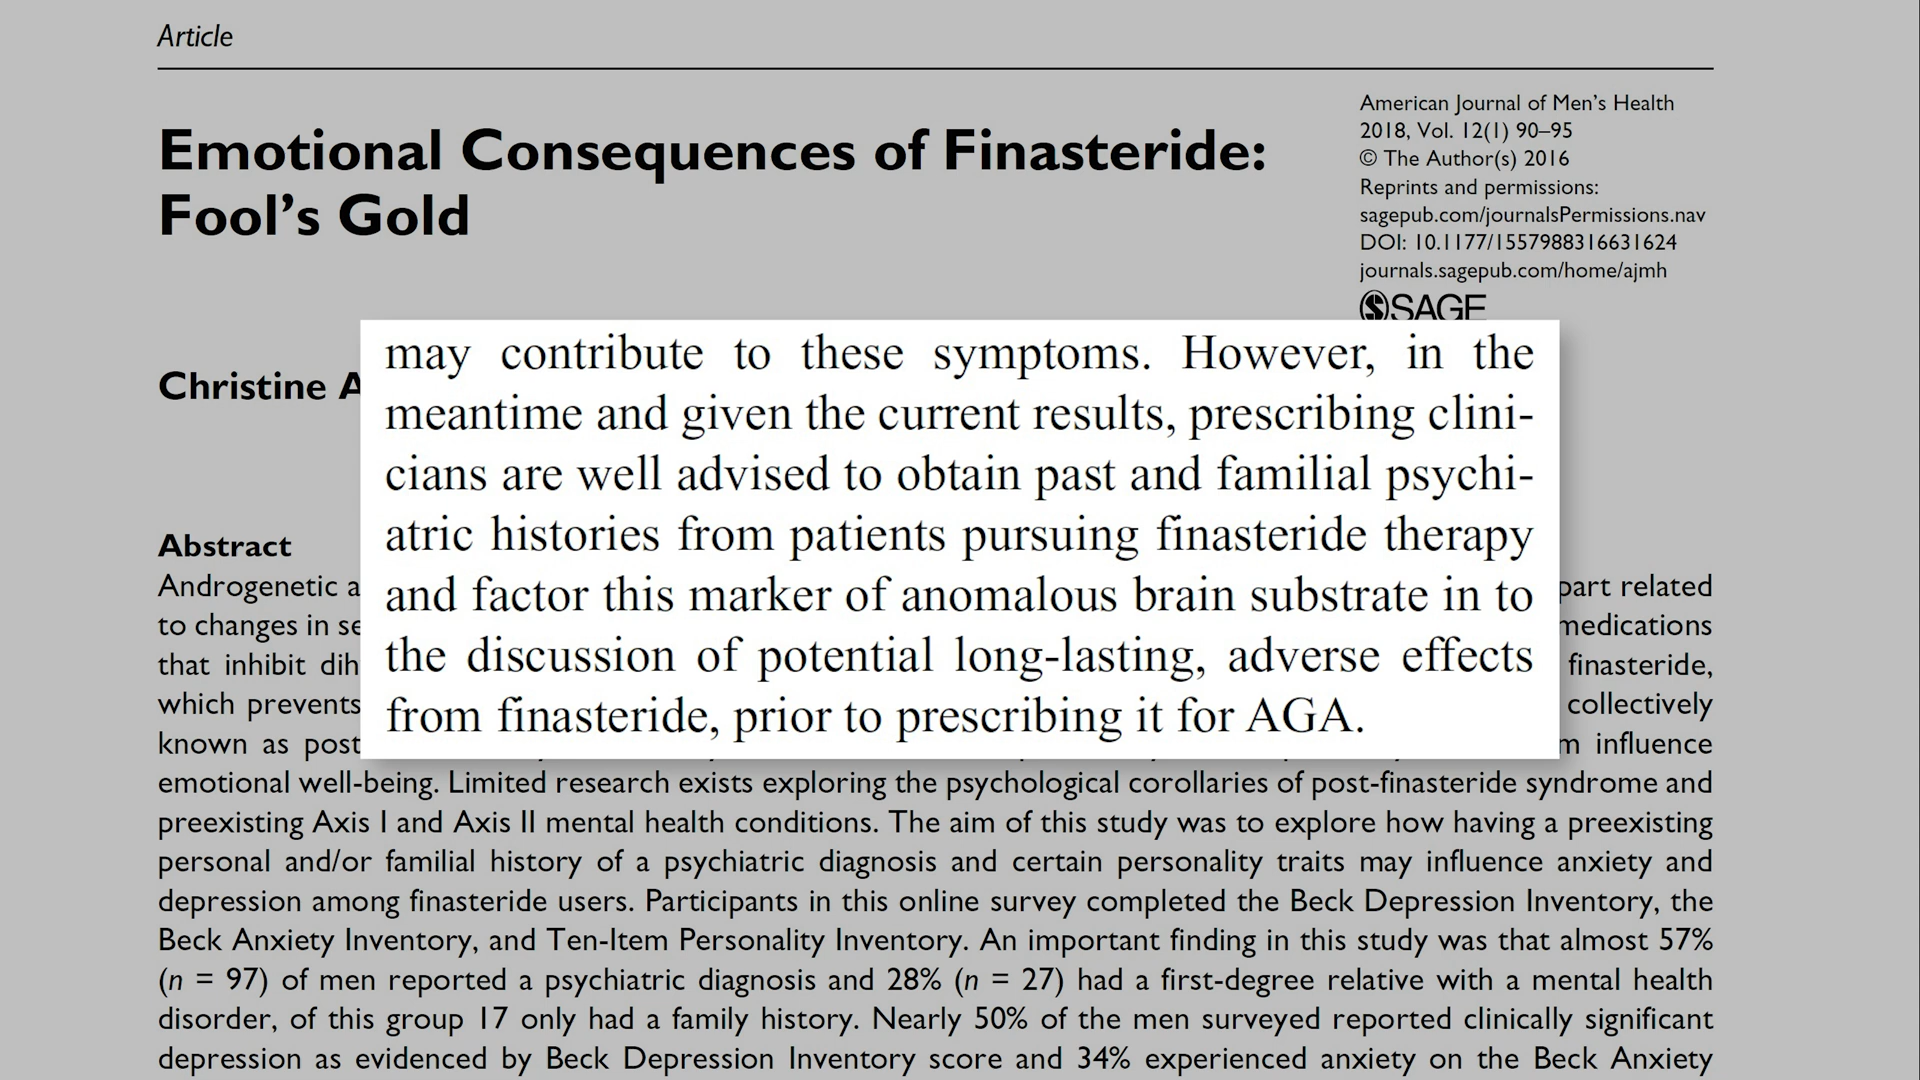 Article
Emotional Consequences of Finasteride:
Fool's Gold
American Journal of Men's Health
2018, Vol. 12(1) 90–95
© The Author(s) 2016
Reprints and permissions:
sagepub.com/journalsPermissions.nav
DOI: 10.1177/1557988316631624
journals.sagepub.com/home/ajmh
SAGE
Christine A
may contribute to these symptoms. However, in the
meantime and given the current results, prescribing clini-
cians are well advised to obtain past and familial psychi-
atric histories from patients pursuing finasteride therapy
and factor this marker of anomalous brain substrate in to
the discussion of potential long-lasting, adverse effects
from finasteride, prior to prescribing it for AGA.
Abstract
Androgenetic a part related
to changes in se medications
that inhibit dih finasteride,
which prevents collectively
known as post influence
emotional well-being. Limited research exists exploring the psychological corollaries of post-finasteride syndrome and
preexisting Axis I and Axis II mental health conditions. The aim of this study was to explore how having a preexisting
personal and/or familial history of a psychiatric diagnosis and certain personality traits may influence anxiety and
depression among finasteride users. Participants in this online survey completed the Beck Depression Inventory, the
Beck Anxiety Inventory, and Ten-Item Personality Inventory. An important finding in this study was that almost 57%
(n = 97) of men reported a psychiatric diagnosis and 28% (n = 27) had a first-degree relative with a mental health
disorder, of this group 17 only had a family history. Nearly 50% of the men surveyed reported clinically significant
depression as evidenced by Beck Depression Inventory score and 34% experienced anxiety on the Beck Anxiety